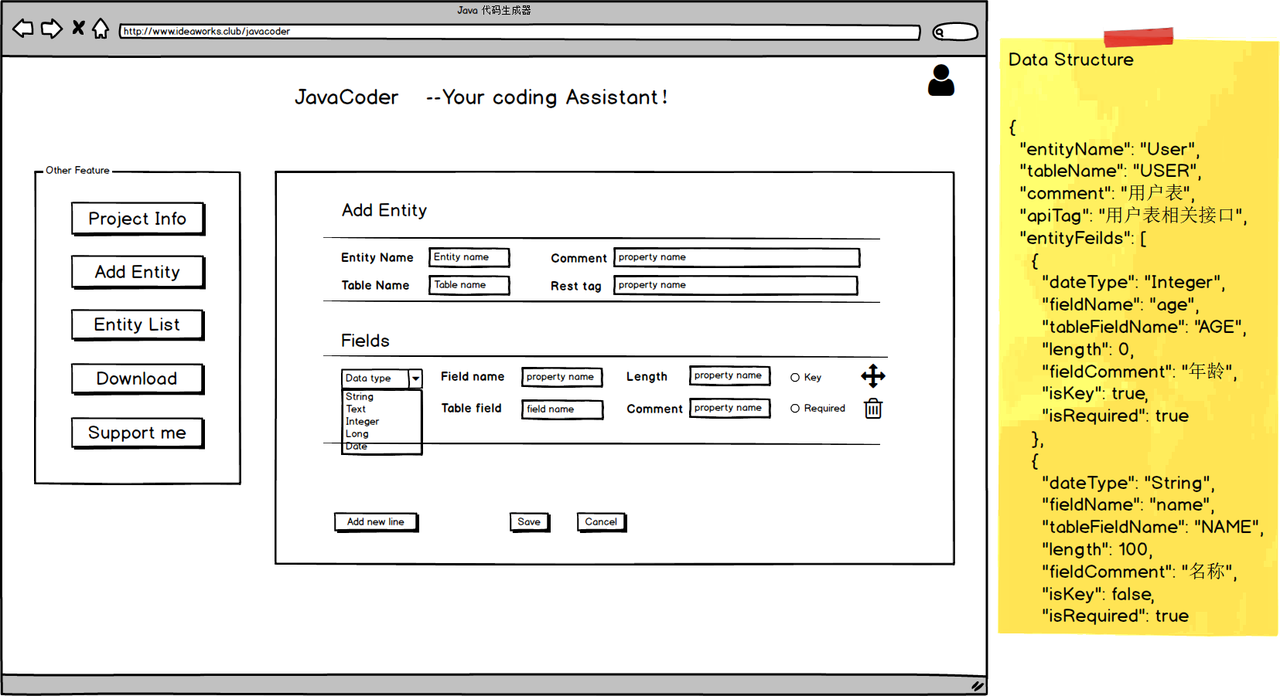 Java 代码生成器
http://www.ideaworks.club/javacoder
JavaCoder --Your coding Assistant!
Other Feature
Project Info
Add Entity
Entity List
Download
Support me
Add Entity
Entity Name Entity name Comment property name
Table Name Table name Rest tag property name
Fields
Data type Field name property name Length property name Key
String
Text
Integer
Long
Date
Table field field name Comment property name Required
Add new line Save Cancel
Data Structure
{
"entityName": "User",
"tableName": "USER",
"comment": "用户表",
"apiTag": "用户表相关接口",
"entityFeilds": [
{
"dateType": "Integer",
"fieldName": "age",
"tableFieldName": "AGE",
"length": 0,
"fieldComment": "年龄",
"isKey": true,
"isRequired": true
},
{
"dateType": "String",
"fieldName": "name",
"tableFieldName": "NAME",
"length": 100,
"fieldComment": "名称",
"isKey": false,
"isRequired": true